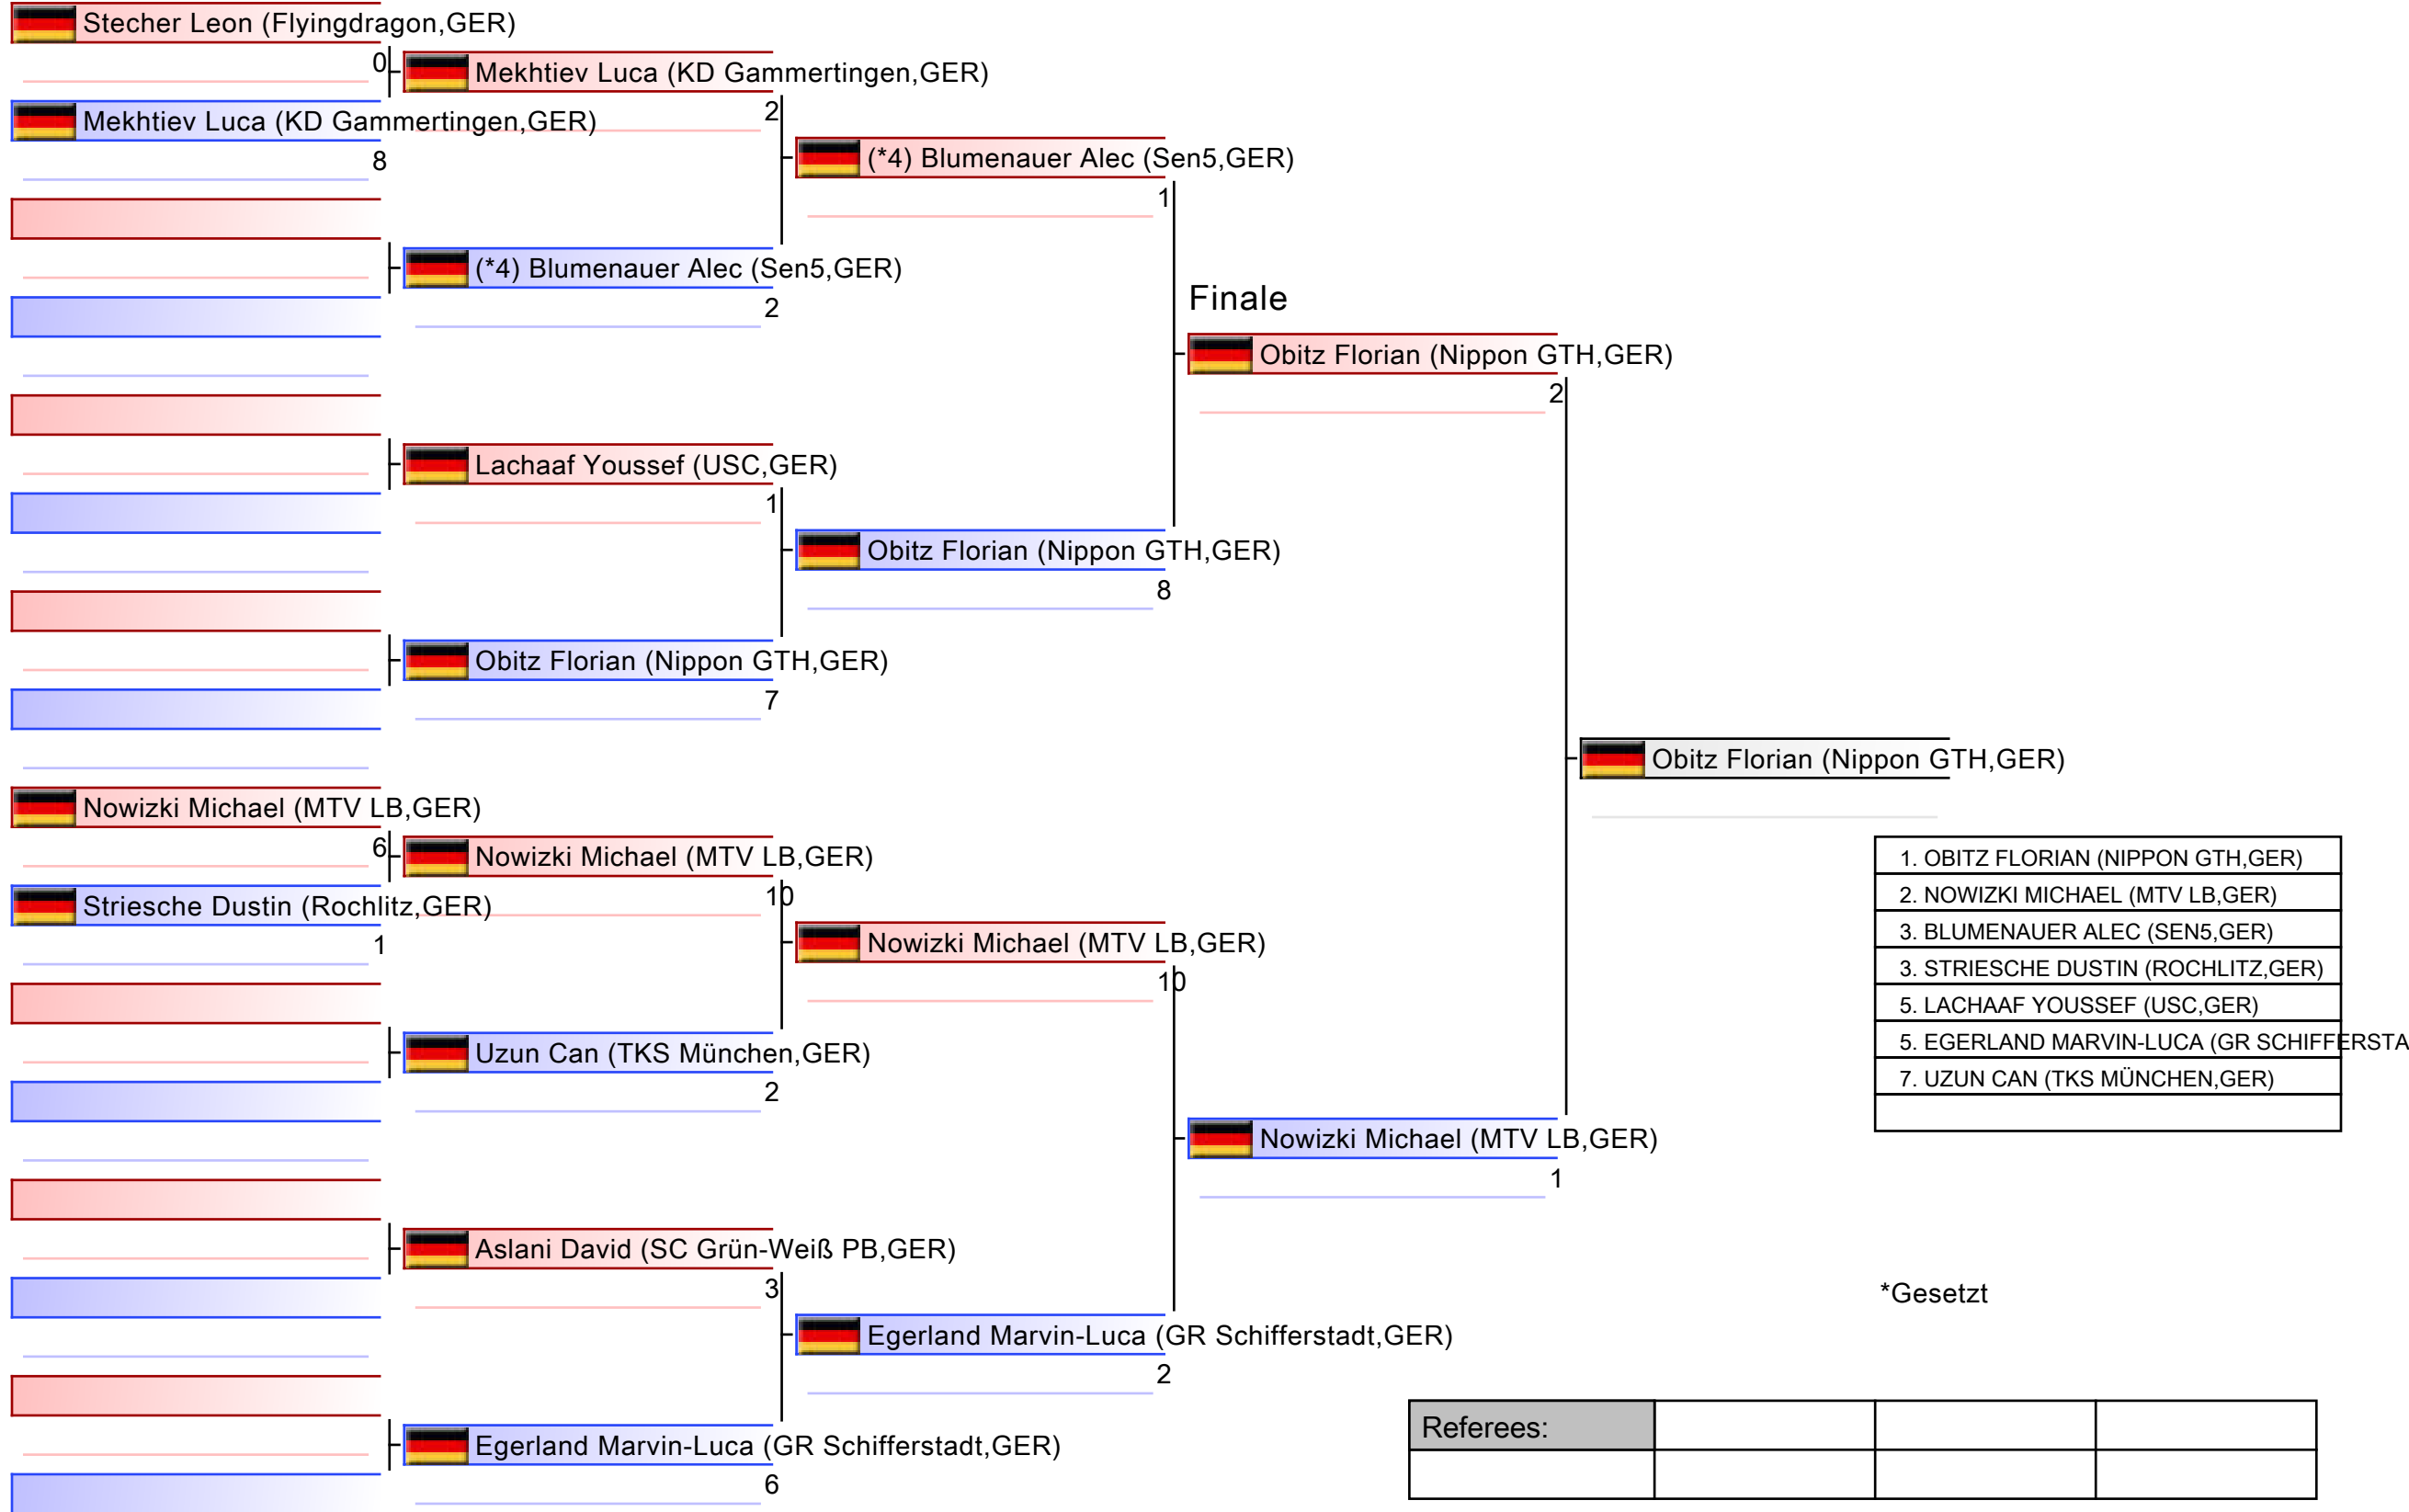 Stecher Leon (Flyingdragon,GER)
0
Mekhtiev Luca (KD Gammertingen,GER)
8
Nowizki Michael (MTV LB,GER)
6
Striesche Dustin (Rochlitz,GER)
1
Mekhtiev Luca (KD Gammertingen,GER)
2
(*4) Blumenauer Alec (Sen5,GER)
2
Lachaaf Youssef (USC,GER)
1
Obitz Florian (Nippon GTH,GER)
7
Nowizki Michael (MTV LB,GER)
10
Uzun Can (TKS München,GER)
2
Aslani David (SC Grün-Weiß PB,GER)
3
Egerland Marvin-Luca (GR Schifferstadt,GER)
6
(*4) Blumenauer Alec (Sen5,GER)
1
Obitz Florian (Nippon GTH,GER)
8
Nowizki Michael (MTV LB,GER)
10
Egerland Marvin-Luca (GR Schifferstadt,GER)
2
Finale
Obitz Florian (Nippon GTH,GER)
2
Nowizki Michael (MTV LB,GER)
1
Obitz Florian (Nippon GTH,GER)
1. OBITZ FLORIAN (NIPPON GTH,GER)
2. NOWIZKI MICHAEL (MTV LB,GER)
3. BLUMENAUER ALEC (SEN5,GER)
3. STRIESCHE DUSTIN (ROCHLITZ,GER)
5. LACHAAF YOUSSEF (USC,GER)
5. EGERLAND MARVIN-LUCA (GR SCHIFFERSTA
7. UZUN CAN (TKS MÜNCHEN,GER)
*Gesetzt
Referees: